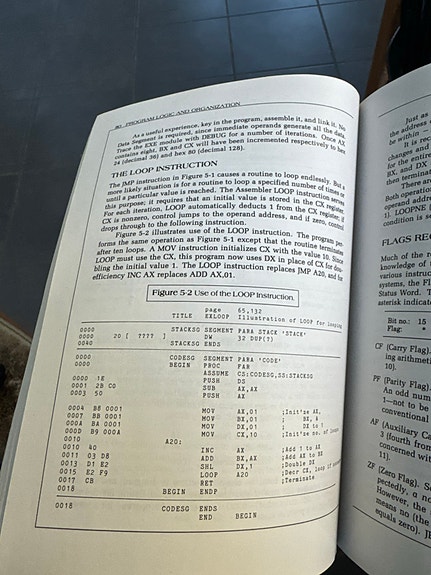 80 PROGRAM LOGIC AND ORGANIZATION
As a useful experience, key in the program, assemble it, and link it. No
Data Segment is required, since immediate operands generate all the data.
Trace the EXE module with DEBUG for a number of iterations. Once AX
contains eight, BX and CX will have been incremented respectively to hex
24 (decimal 36) and hex 80 (decimal 128).
THE LOOP INSTRUCTION
The JMP instruction in Figure 5-1 causes a routine to loop endlessly. But a
more likely situation is for a routine to loop a specified number of times or
until a particular value is reached. The Assembler LOOP instruction serves
this purpose; it requires that an initial value is stored in the CX register.
For each iteration, LOOP automatically deducts 1 from the CX register; if
CX is nonzero, control jumps to the operand address, and if zero, control
drops through to the following instruction.
Figure 5-2 illustrates use of the LOOP instruction. The program per-
forms the same operation as Figure 5-1 except that the routine terminates
after ten loops. A MOV instruction initializes CX with the value 10. Since
LOOP must use the CX, this program now uses DX in place of CX for dou-
bling the initial value 1. The LOOP instruction replaces JMP A20, and for
efficiency INC AX replaces ADD AX,01.
Figure 5-2 Use of the LOOP Instruction.
page 65,132
TITLE EXLOOP Illustration of LOOP for looping
0000 STACKSG SEGMENT PARA STACK 'STACK'
0000 20 [ ???? ] DW 32 DUP(?)
0040 STACKSG ENDS
0000 CODESG SEGMENT PARA 'CODE'
0000 BEGIN PROC FAR
ASSUME CS:CODESG,SS:STACKSG
0000 1E PUSH DS
0001 2B C0 SUB AX,AX
0003 50 PUSH AX
0004 B8 0001 MOV AX,01 ;Init'ze AX,
0007 BB 0001 MOV BX,01 ; BX, &
000A BA 0001 MOV DX,01 ; DX to 1
000D B9 000A MOV CX,10 ;Init'ze no. of loops
0010 A20:
0010 40 INC AX ;Add 1 to AX
0011 03 D8 ADD BX,AX ;Add AX to BX
0013 D1 E2 SHL DX,1 ;Double DX
0015 E2 F9 LOOP A20 ;Decr CX, loop if
0017 CB RET ;Terminate
0018 BEGIN ENDP
0018 CODESG ENDS
END BEGIN
Just as
the address
be within
be – It is rec
change and
for the entire
BX, and DX
then terminat
There ar
Both operation
operand addre
1). LOOPNE
FLAGS REG
Much of the r
knowledge of
various instruc
systems, the Fl
Status Word. T
asterisk indicate
Bit no.: 15
Flag: *
CF (Carry Flag).
ing arithmeti
10).
PF (Parity Flag).
An odd num
1—not to be
conventional
AF (Auxiliary Ca
3 (fourth from
concerned with
11).
ZF (Zero Flag). S
pectedly, a no
However, the
means no (the
equals zero). JE